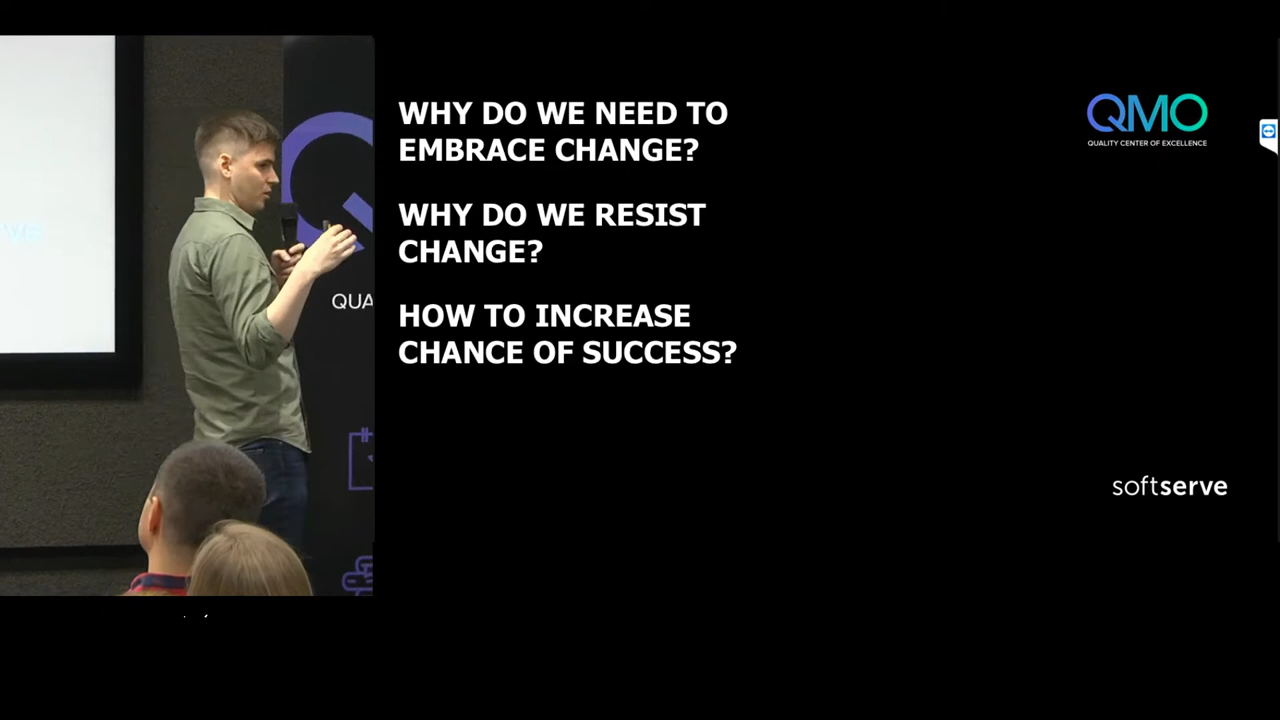 WHY DO WE NEED TO
EMBRACE CHANGE?
WHY DO WE RESIST
CHANGE?
HOW TO INCREASE
CHANCE OF SUCCESS?
QMO
QUALITY CENTER OF EXCELLENCE
softserve
QUA